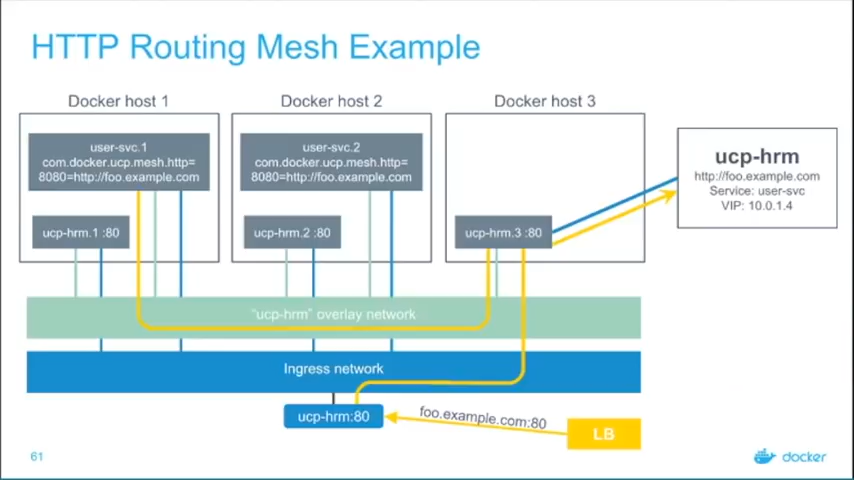 HTTP Routing Mesh Example
Docker host 1
Docker host 2
Docker host 3
user-svc.1
com.docker.ucp.mesh.http=
8080=http://foo.example.com
user-svc.2
com.docker.ucp.mesh.http=
8080=http://foo.example.com
ucp-hrm
http://foo.example.com
Service: user-svc
VIP: 10.0.1.4
ucp-hrm.1 :80
ucp-hrm.2 :80
ucp-hrm.3 :80
"ucp-hrm" overlay network
Ingress network
ucp-hrm:80
foo.example.com:80
LB
61
docker